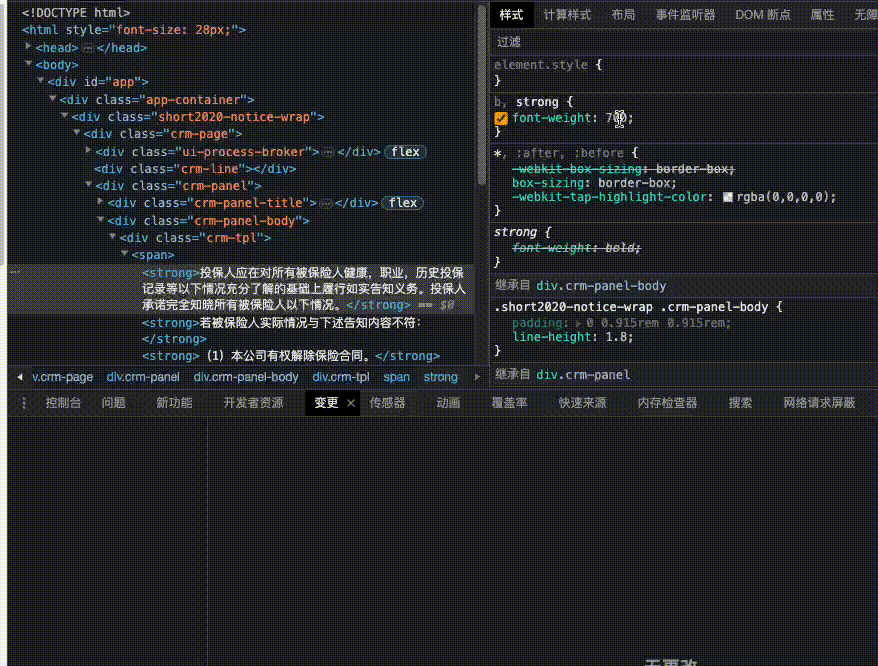 <!DOCTYPE html>
<html style="font-size: 28px;">
<head> ⋯ </head>
<body>
<div id="app">
<div class="app-container">
<div class="short2020-notice-wrap">
<div class="crm-page">
<div class="ui-process-broker"> ⋯ </div> flex
<div class="crm-line"></div>
<div class="crm-panel">
<div class="crm-panel-title"> ⋯ </div> flex
<div class="crm-panel-body">
<div class="crm-tpl">
<span>
<strong>投保人应在对所有被保险人健康，职业，历史投保
记录等以下情况充分了解的基础上履行如实告知义务。投保人
承诺完全知晓所有被保险人以下情况。</strong> == $0
<strong>若被保险人实际情况与下述告知内容不符：
</strong>
<strong>（1）本公司有权解除保险合同。</strong>
v.crm-page div.crm-panel div.crm-panel-body div.crm-tpl span strong
样式 计算样式 布局 事件监听器 DOM 断点 属性 无障
过滤
element.style {
}
b, strong {
font-weight: 700;
}
*, :after, :before {
-webkit-box-sizing: border-box;
box-sizing: border-box;
-webkit-tap-highlight-color: rgba(0,0,0,0);
}
strong {
font-weight: bold;
}
继承自 div.crm-panel-body
.short2020-notice-wrap .crm-panel-body {
padding: 0 0.915rem 0.915rem;
line-height: 1.8;
}
继承自 div.crm-panel
控制台 问题 新功能 开发者资源 变更 × 传感器 动画 覆盖率 快速来源 内存检查器 搜索 网络请求屏蔽
无更改